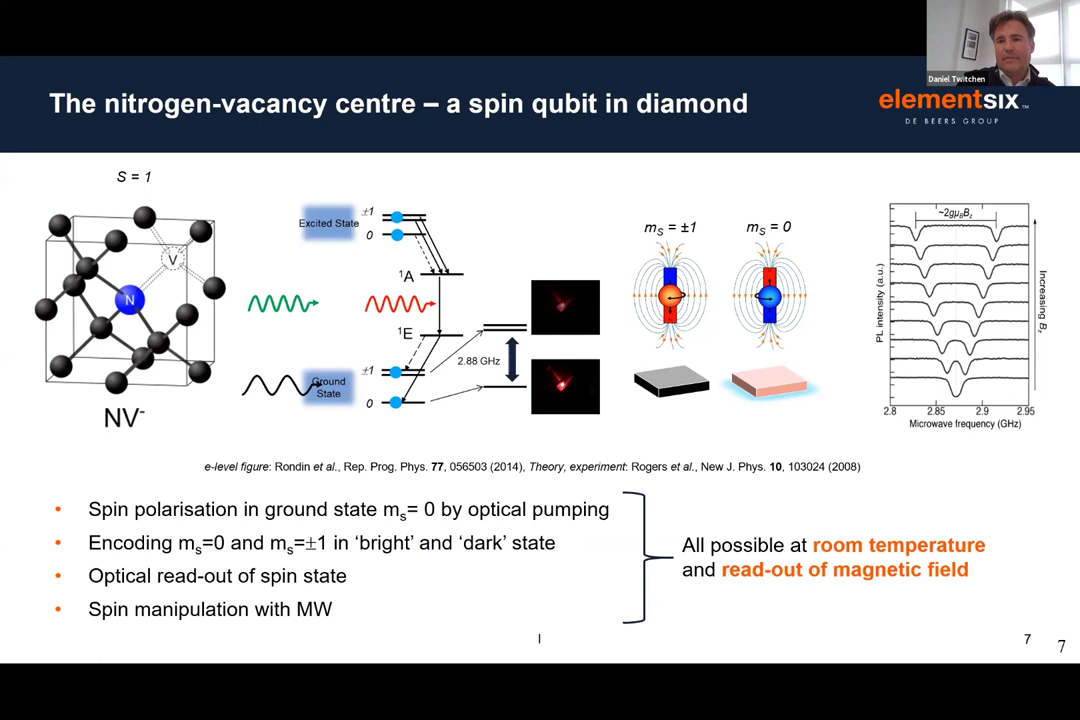 Daniel Twitchen
The nitrogen-vacancy centre – a spin qubit in diamond
elementsix™
DE BEERS GROUP
S = 1
V
N
NV⁻
±1
Excited State
0
¹A
¹E
±1
Ground
State
0
2.88 GHz
mₛ = ±1
mₛ = 0
~2gμ_BB_z
PL intensity (a.u.)
Increasing B_z
2.8 2.85 2.9 2.95
Microwave frequency (GHz)
e-level figure: Rondin et al., Rep. Prog. Phys. 77, 056503 (2014), Theory, experiment: Rogers et al., New J. Phys. 10, 103024 (2008)
• Spin polarisation in ground state mₛ= 0 by optical pumping
• Encoding mₛ=0 and mₛ=±1 in ‘bright’ and ‘dark’ state
• Optical read-out of spin state
• Spin manipulation with MW
All possible at room temperature
and read-out of magnetic field
I
7
7